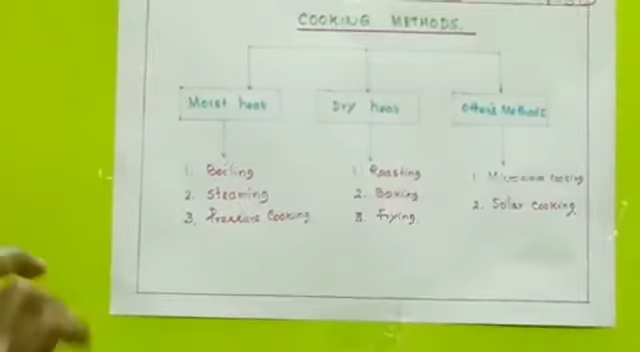 COOKING METHODS.
Moist heat
Dry heat
Other Methods
1. Boiling
2. Steaming
3. Pressure Cooking
1. Roasting
2. Baking
3. Frying
1. Microwave Cooking
2. Solar Cooking